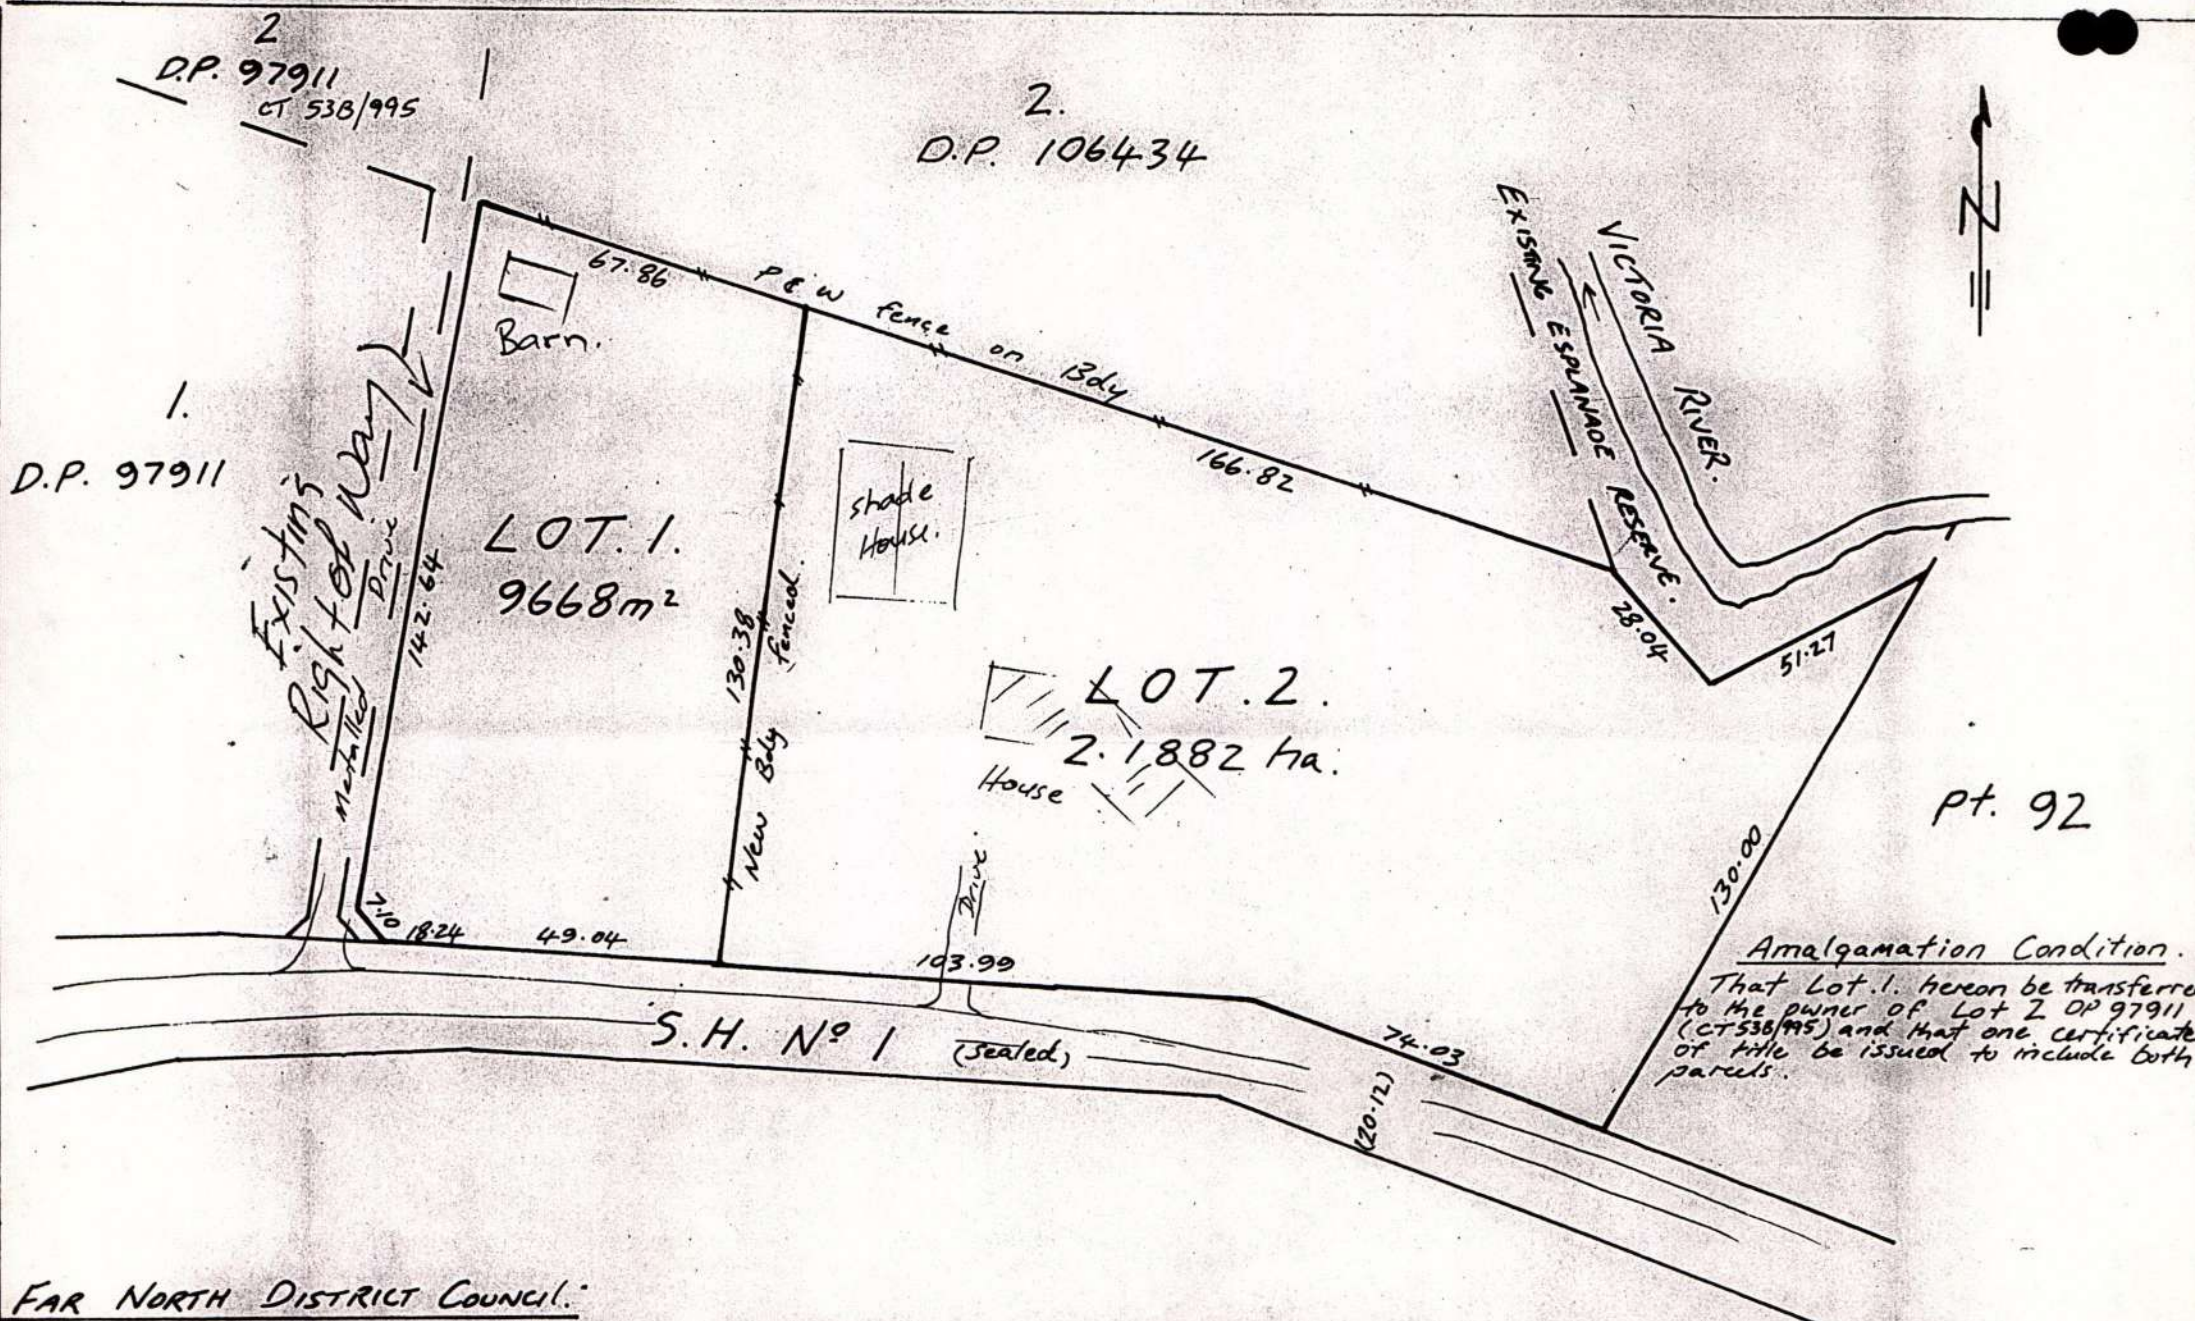 2
D.P. 97911
CT 53B/995
2.
D.P. 106434
N
67.86
P & W fence on Bdy
166.82
Barn.
EXISTING ESPLANADE RESERVE.
VICTORIA RIVER.
1.
D.P. 97911
Existing
Right of Way
Metalled Drive
142.64
LOT. 1.
9668m²
130.38
New Bdy fenced.
shade
House.
LOT. 2.
2.1882 ha.
House
28.04
51.27
130.00
Pt. 92
7.10
18.24
49.04
103.99
Drive.
74.03
(20.12)
S.H. Nº 1 (sealed)
Amalgamation Condition.
That Lot. 1. hereon be transferre
to the owner of Lot 2 DP 97911
(CT53B/995) and that one certificate
of title be issued to include both
parcels.
FAR NORTH DISTRICT COUNCIL: